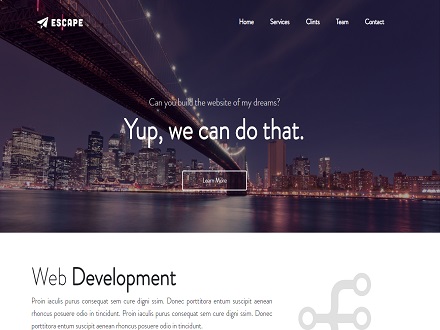 ESCAPE
Home Services Clints Team Contact
Can you build the website of my dreams?
Yup, we can do that.
Learn More
Web Development
Proin iaculis purus consequat sem cure digni ssim. Donec porttitora entum suscipit aenean
rhoncus posuere odio in tincidunt. Proin iaculis purus consequat sem cure digni ssim. Donec
porttitora entum suscipit aenean rhoncus posuere odio in tincidunt.